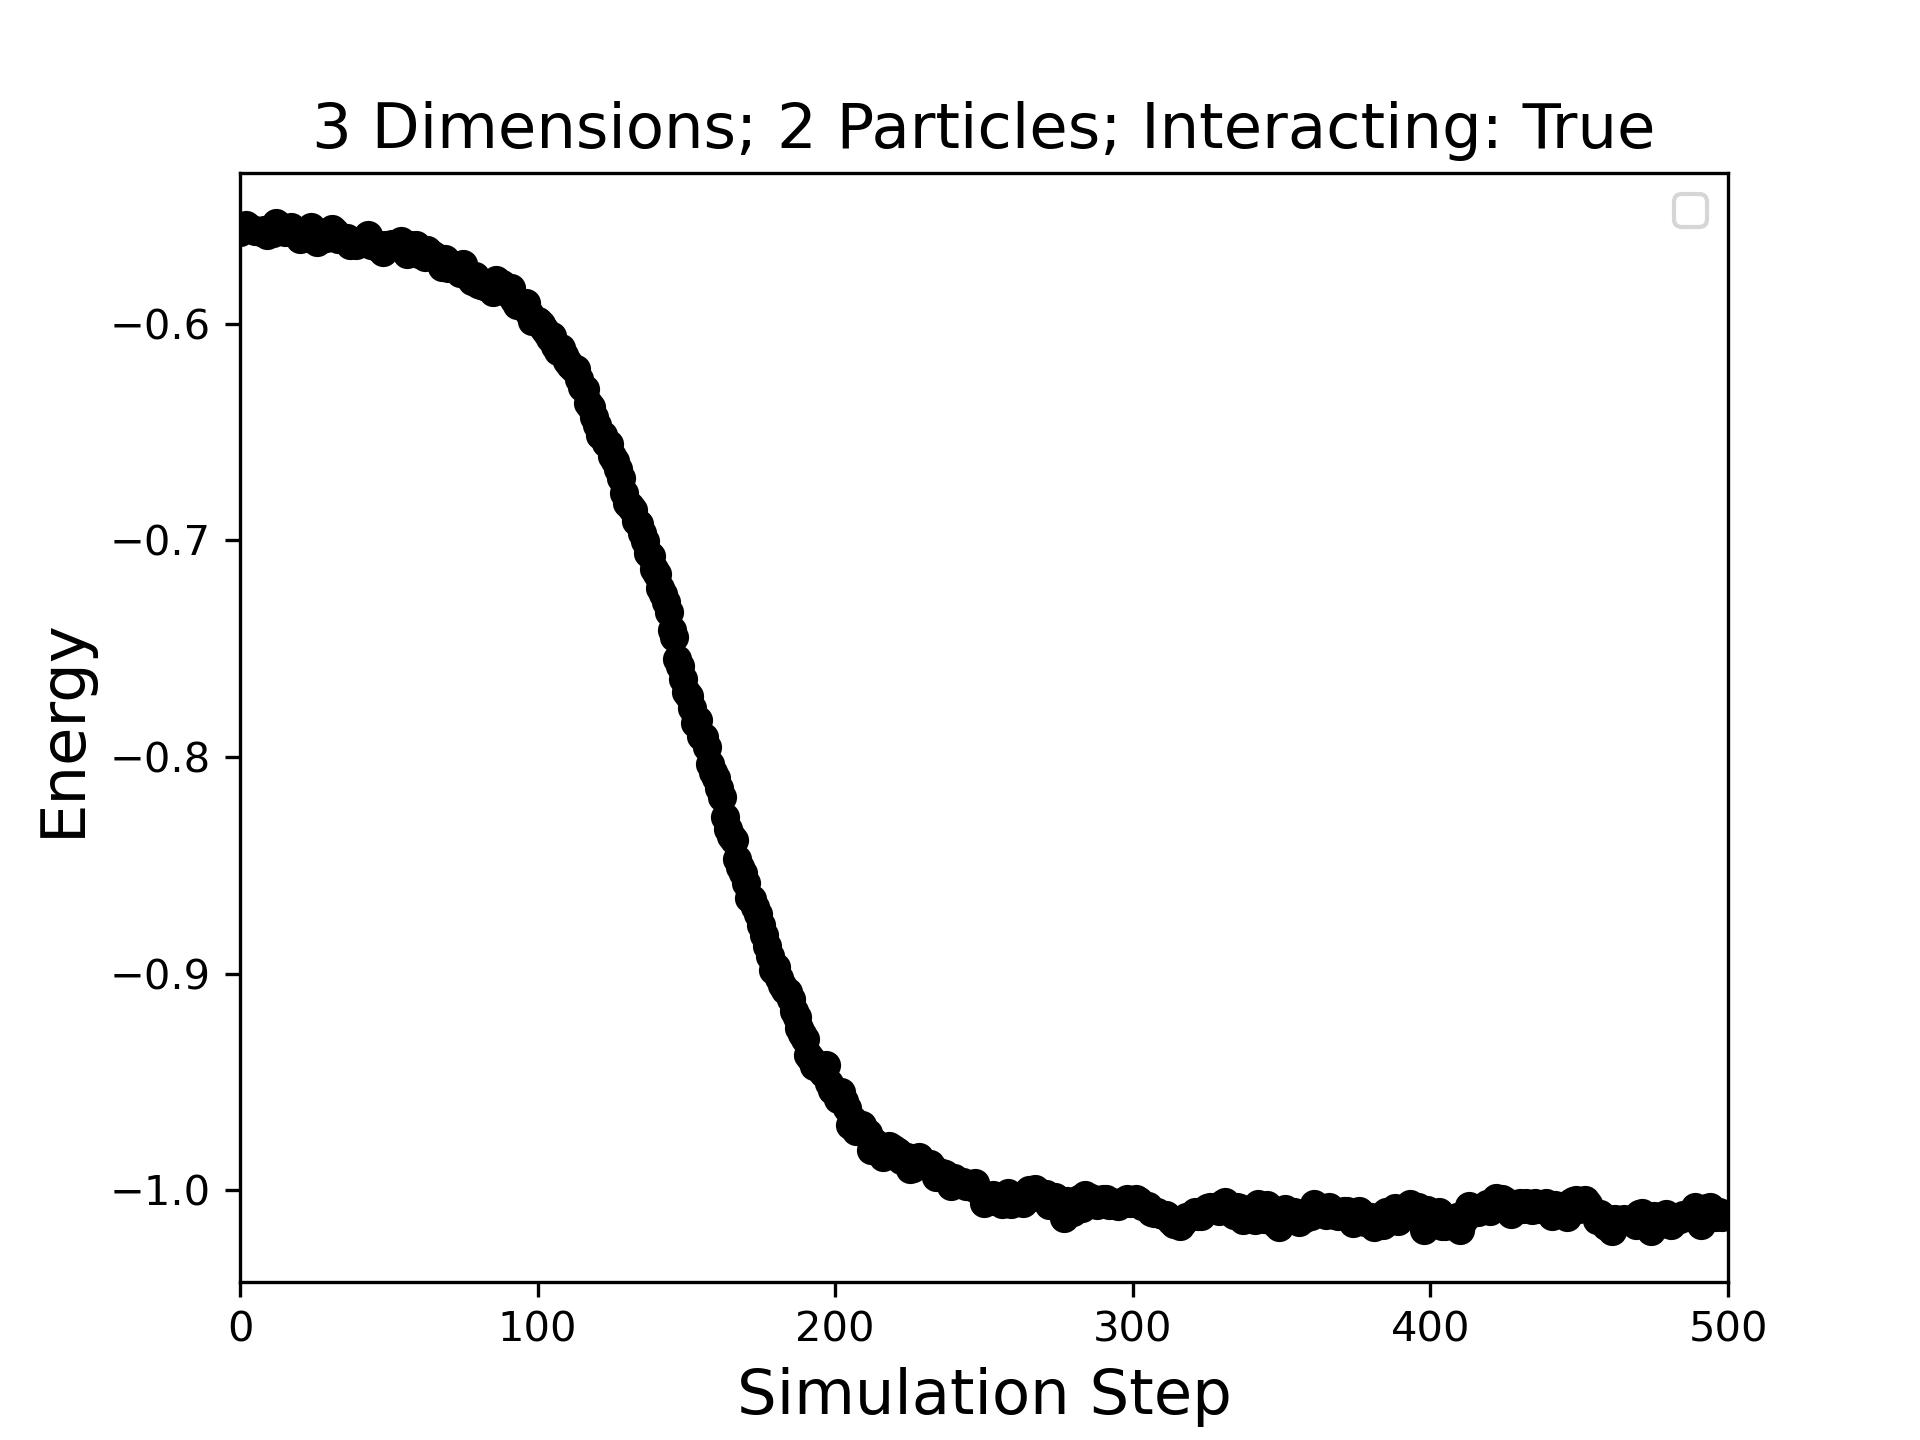 3 Dimensions; 2 Particles; Interacting: True
Energy
−0.6
−0.7
−0.8
−0.9
−1.0
0 100 200 300 400 500
Simulation Step